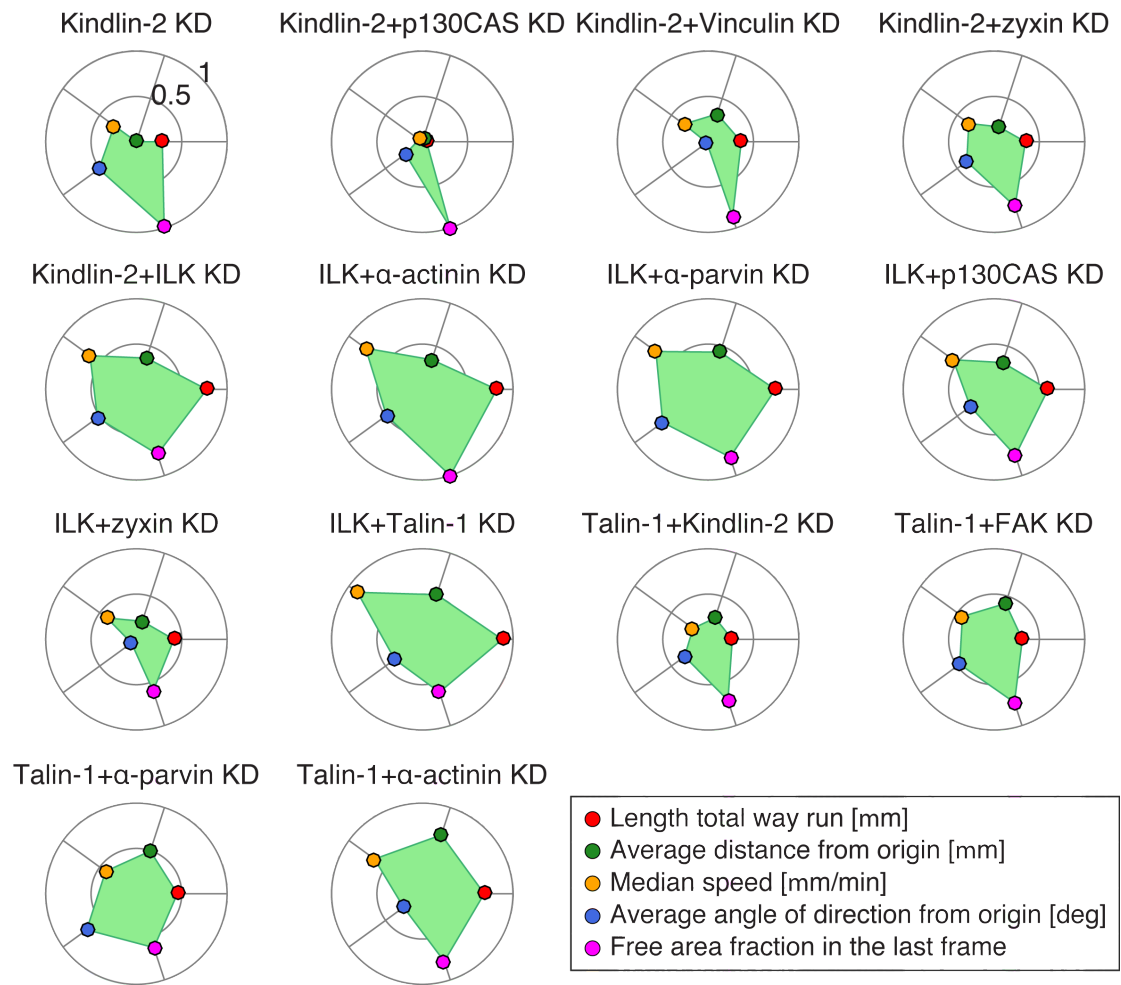 Kindlin-2 KD
Kindlin-2+p130CAS KD
Kindlin-2+Vinculin KD
Kindlin-2+zyxin KD
1
0.5
Kindlin-2+ILK KD
ILK+α-actinin KD
ILK+α-parvin KD
ILK+p130CAS KD
ILK+zyxin KD
ILK+Talin-1 KD
Talin-1+Kindlin-2 KD
Talin-1+FAK KD
Talin-1+α-parvin KD
Talin-1+α-actinin KD
Length total way run [mm]
Average distance from origin [mm]
Median speed [mm/min]
Average angle of direction from origin [deg]
Free area fraction in the last frame